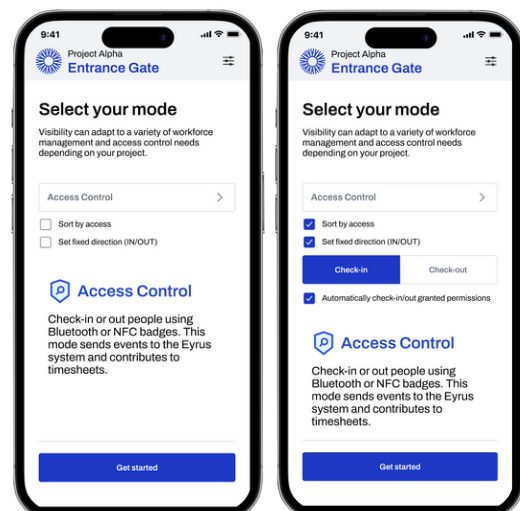 9:41
Project Alpha
Entrance Gate
Select your mode
Visibility can adapt to a variety of workforce
management and access control needs
depending on your project.
Access Control
Sort by access
Set fixed direction (IN/OUT)
Access Control
Check-in or out people using
Bluetooth or NFC badges. This
mode sends events to the Eyrus
system and contributes to
timesheets.
Get started
9:41
Project Alpha
Entrance Gate
Select your mode
Visibility can adapt to a variety of workforce
management and access control needs
depending on your project.
Access Control
Sort by access
Set fixed direction (IN/OUT)
Check-in
Check-out
Automatically check-in/out granted permissions
Access Control
Check-in or out people using
Bluetooth or NFC badges. This
mode sends events to the Eyrus
system and contributes to
timesheets.
Get started